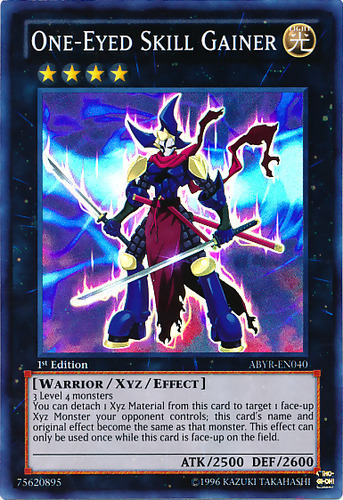 ONE-EYED SKILL GAINER
光
1st Edition
ABYR-EN040
[WARRIOR / XYZ / EFFECT]
3 Level 4 monsters
You can detach 1 Xyz Material from this card to target 1 face-up
Xyz Monster your opponent controls; this card's name and
original effect become the same as that monster. This effect can
only be used once while this card is face-up on the field.
ATK/2500 DEF/2600
75620895
©1996 KAZUKI TAKAHASHI